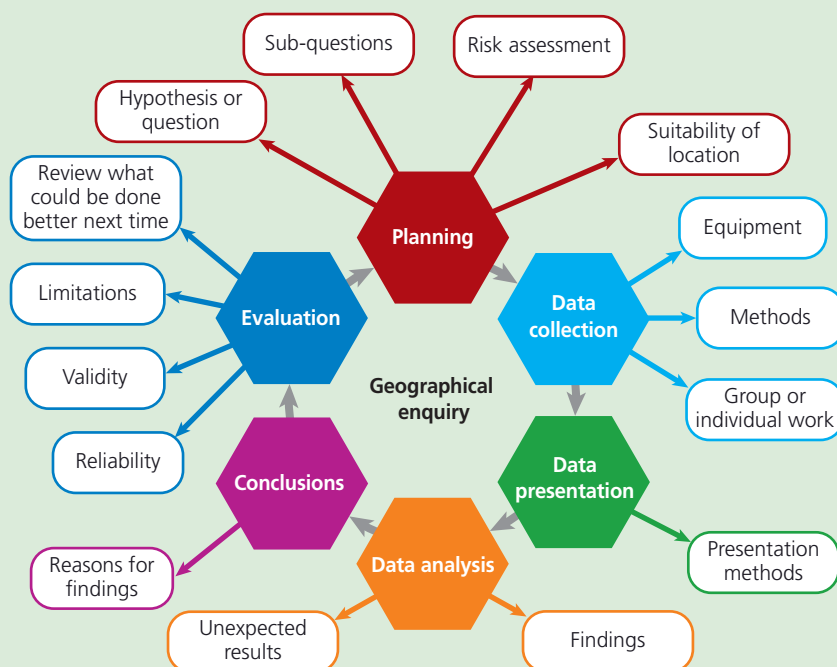 Sub-questions
Risk assessment
Hypothesis or
question
Suitability of
location
Review what
could be done
better next time
Planning
Equipment
Limitations
Evaluation
Data
collection
Methods
Validity
Geographical
enquiry
Group or
individual work
Reliability
Conclusions
Data
presentation
Reasons for
findings
Data analysis
Presentation
methods
Unexpected
results
Findings